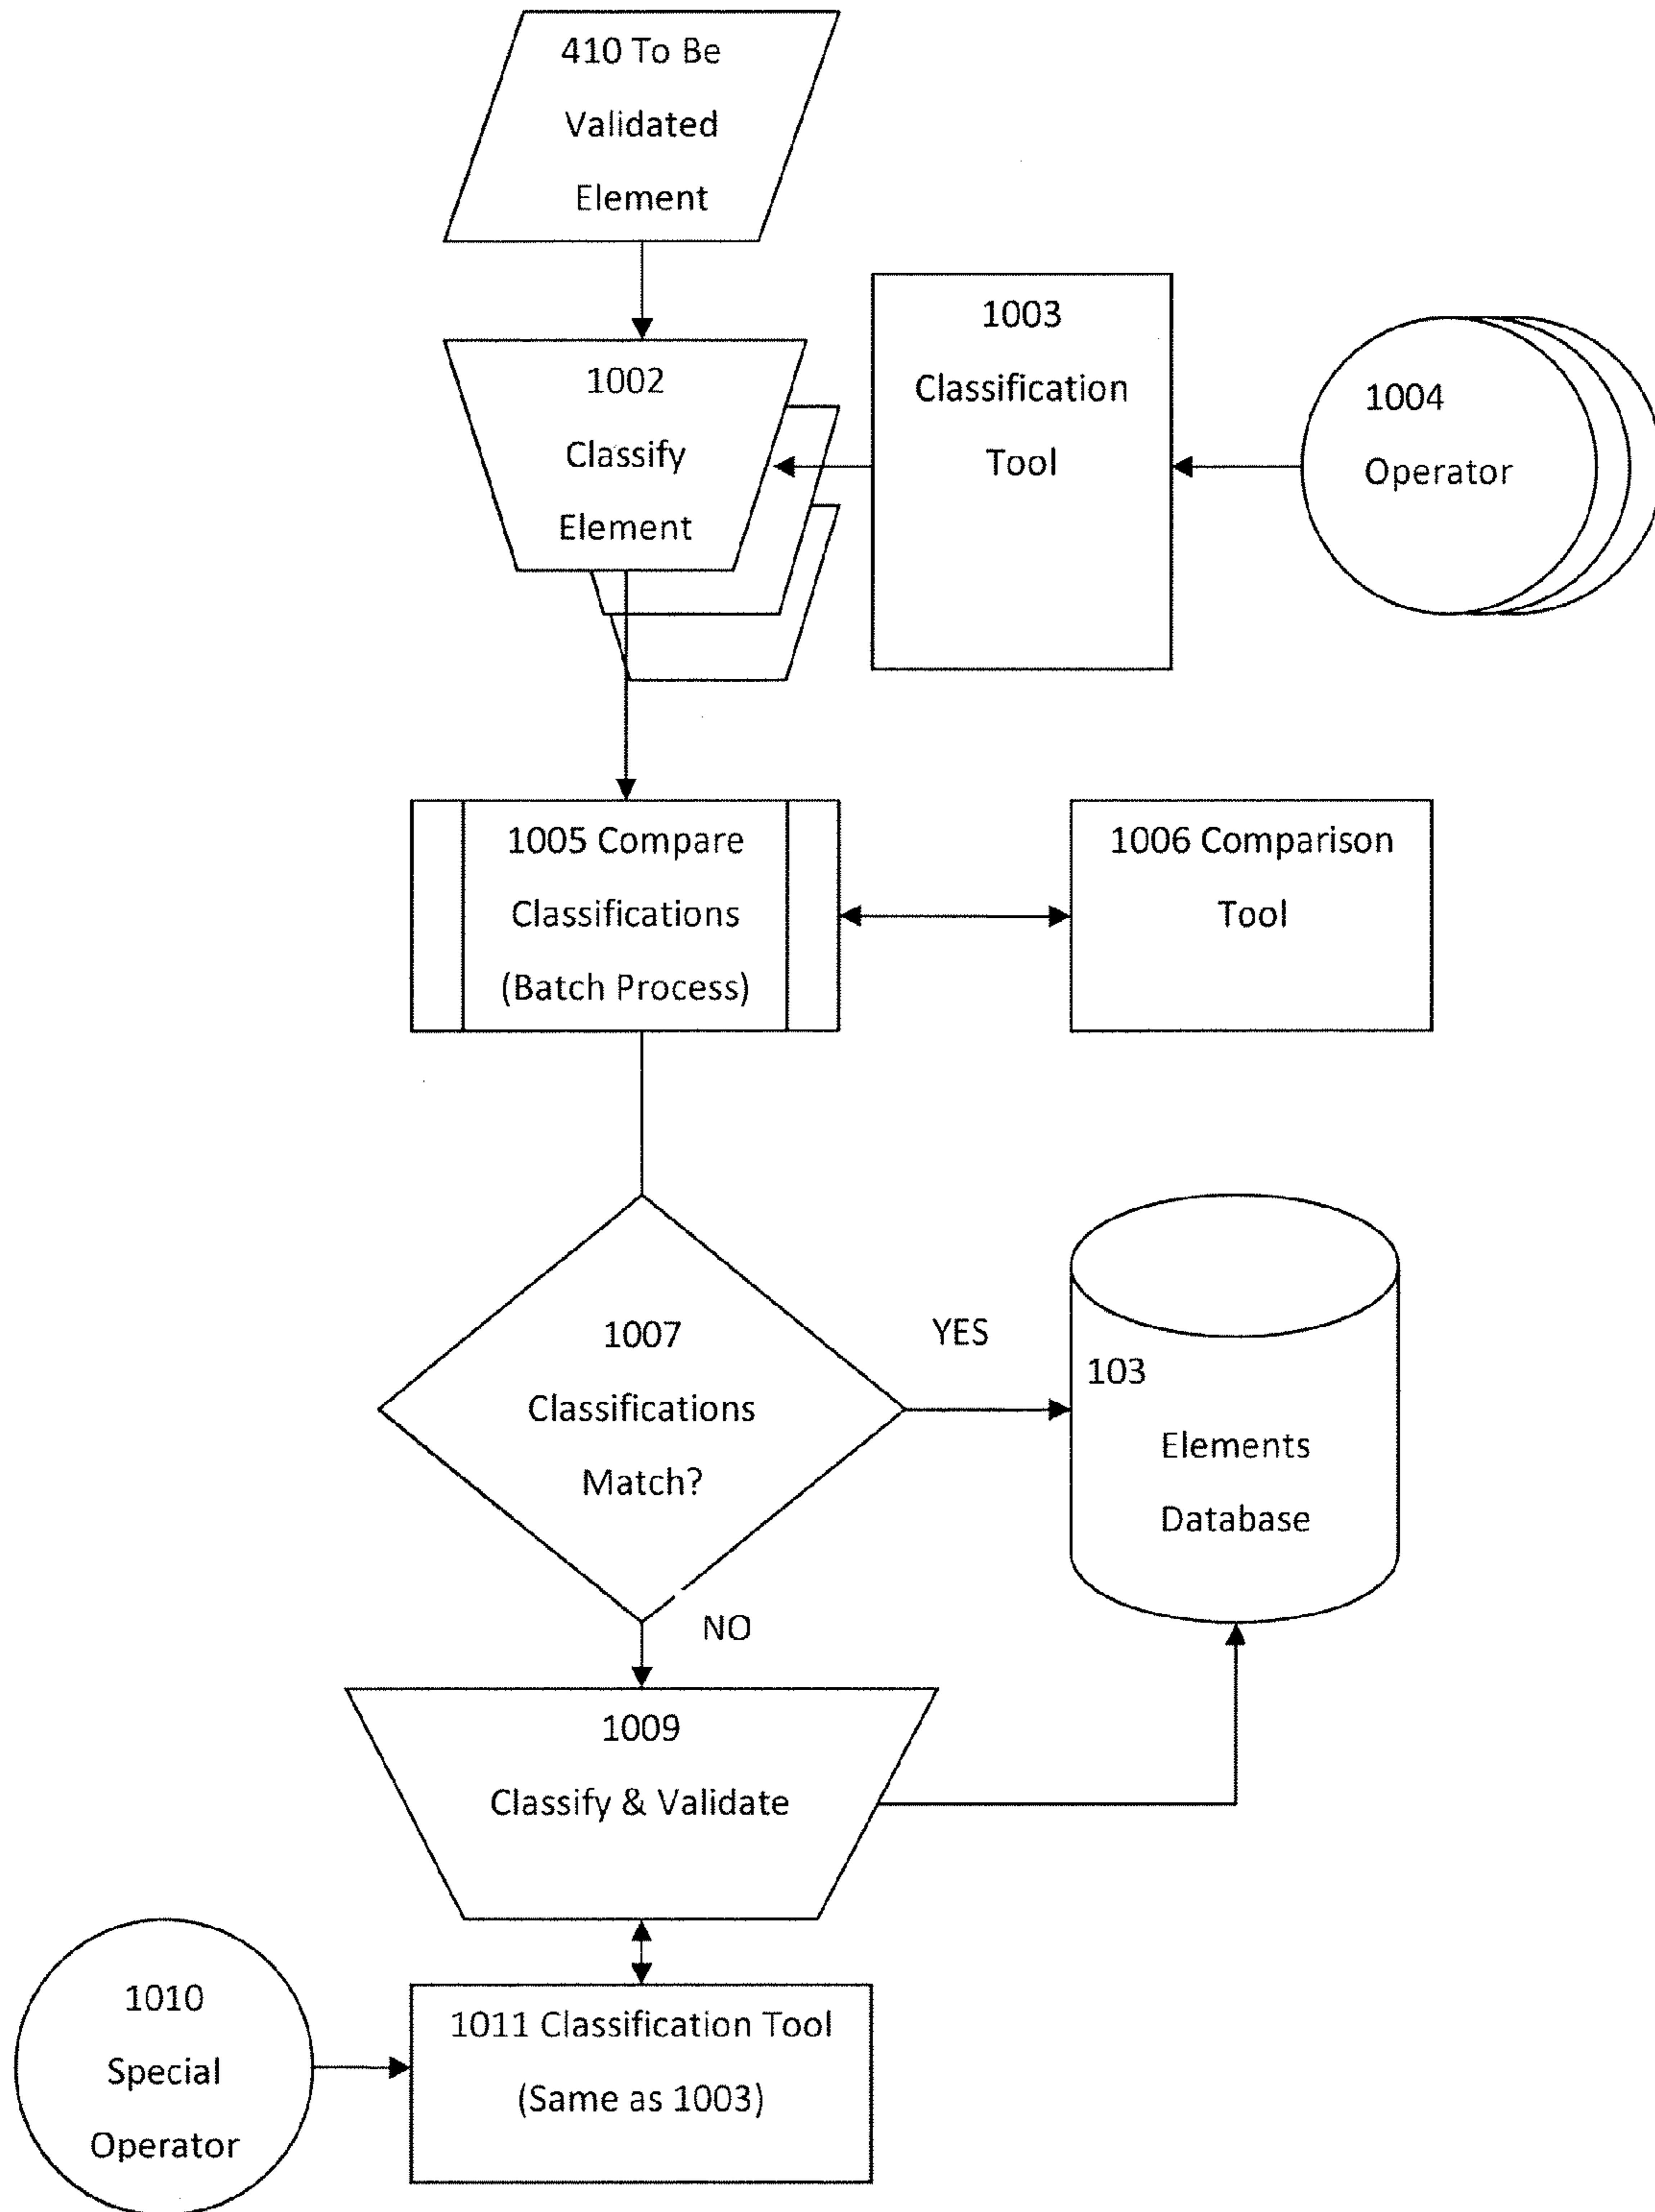 410 To Be
Validated
Element
1002
Classify
Element
1003
Classification
Tool
1004
Operator
1005 Compare
Classifications
(Batch Process)
1006 Comparison
Tool
1007
Classifications
Match?
YES
103
Elements
Database
NO
1009
Classify & Validate
1010
Special
Operator
1011 Classification Tool
(Same as 1003)